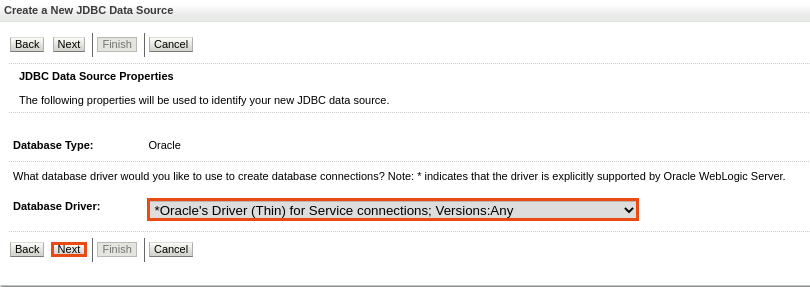 Create a New JDBC Data Source
Back Next Finish Cancel
JDBC Data Source Properties
The following properties will be used to identify your new JDBC data source.
Database Type: Oracle
What database driver would you like to use to create database connections? Note: * indicates that the driver is explicitly supported by Oracle WebLogic Server.
Database Driver: *Oracle's Driver (Thin) for Service connections; Versions:Any
Back Next Finish Cancel